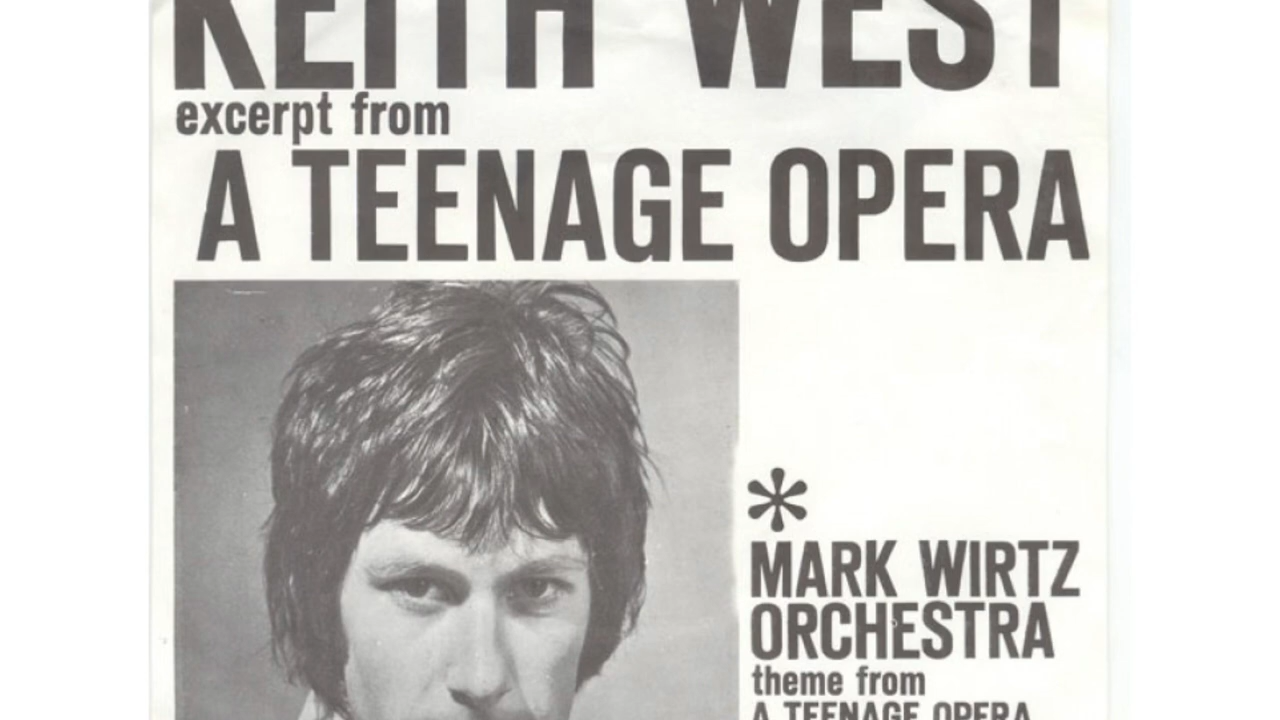 KEITH WEST
excerpt from
A TEENAGE OPERA
*
MARK WIRTZ
ORCHESTRA
theme from
A TEENAGE OPERA